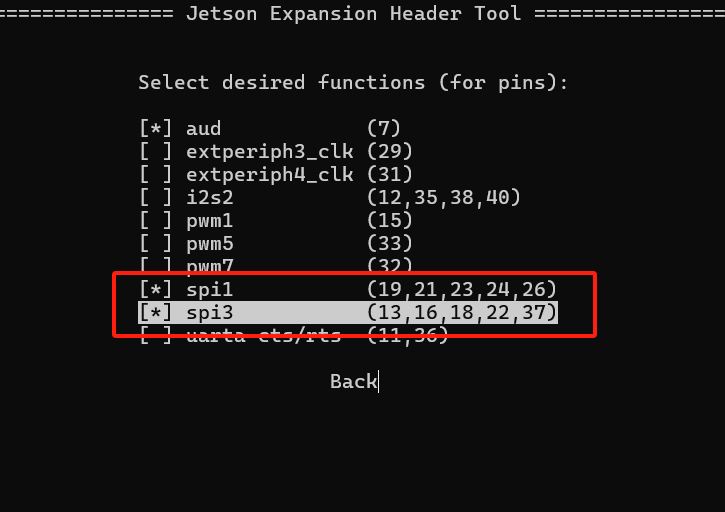 =============== Jetson Expansion Header Tool ================
Select desired functions (for pins):
[*] aud (7)
[ ] extperiph3_clk (29)
[ ] extperiph4_clk (31)
[ ] i2s2 (12,35,38,40)
[ ] pwm1 (15)
[ ] pwm5 (33)
[ ] pwm7 (32)
[*] spi1 (19,21,23,24,26)
[*] spi3 (13,16,18,22,37)
[ ] uarta-cts/rts (11,36)
Back